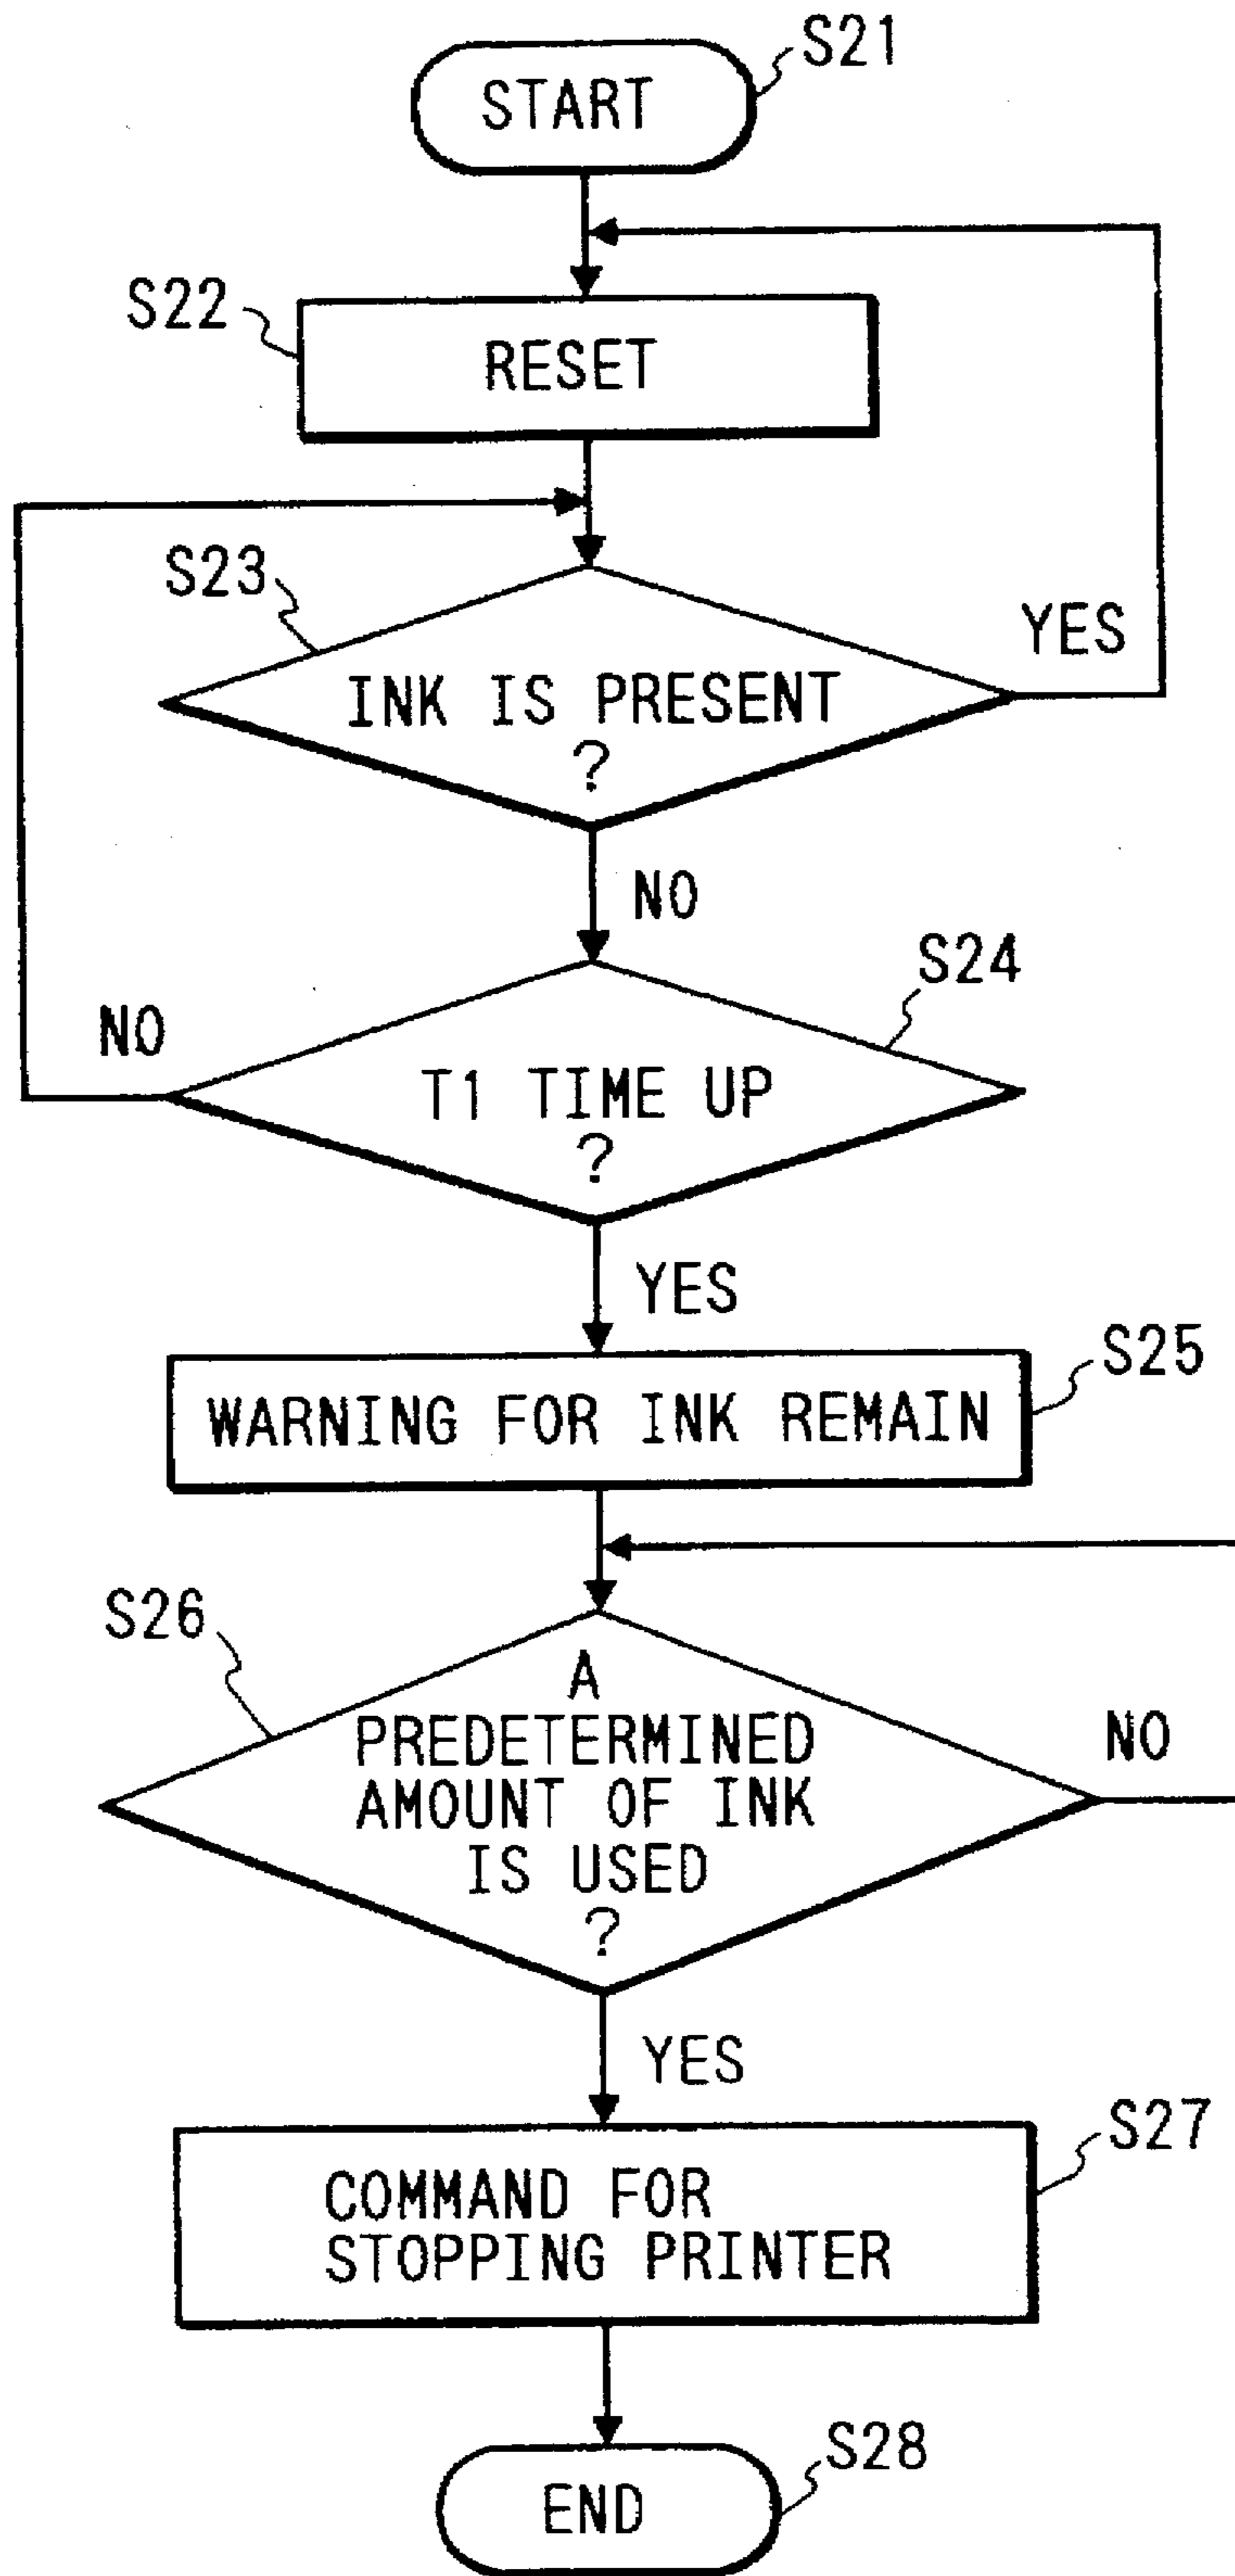 START
S21
S22
RESET
S23
INK IS PRESENT
?
YES
NO
S24
T1 TIME UP
?
NO
YES
S25
WARNING FOR INK REMAIN
S26
A
PREDETERMINED
AMOUNT OF INK
IS USED
?
NO
YES
S27
COMMAND FOR
STOPPING PRINTER
END
S28